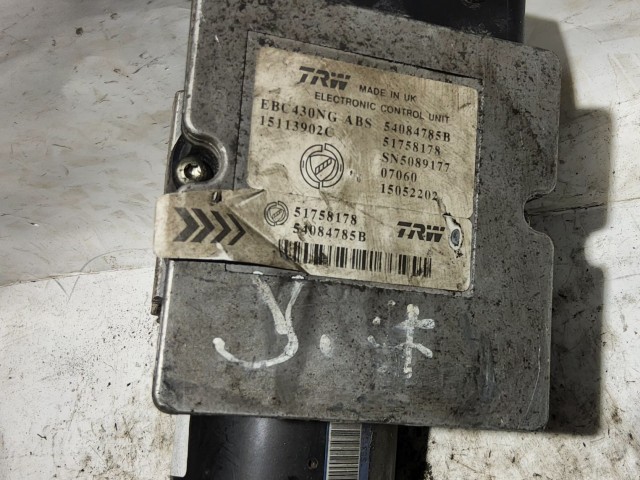 TRW MADE IN UK
ELECTRONIC CONTROL UNIT
EBC430NG ABS 54084785B
15113902C 51758178
SN5089177
07060
15052202
51758178
54084785B TRW
У.